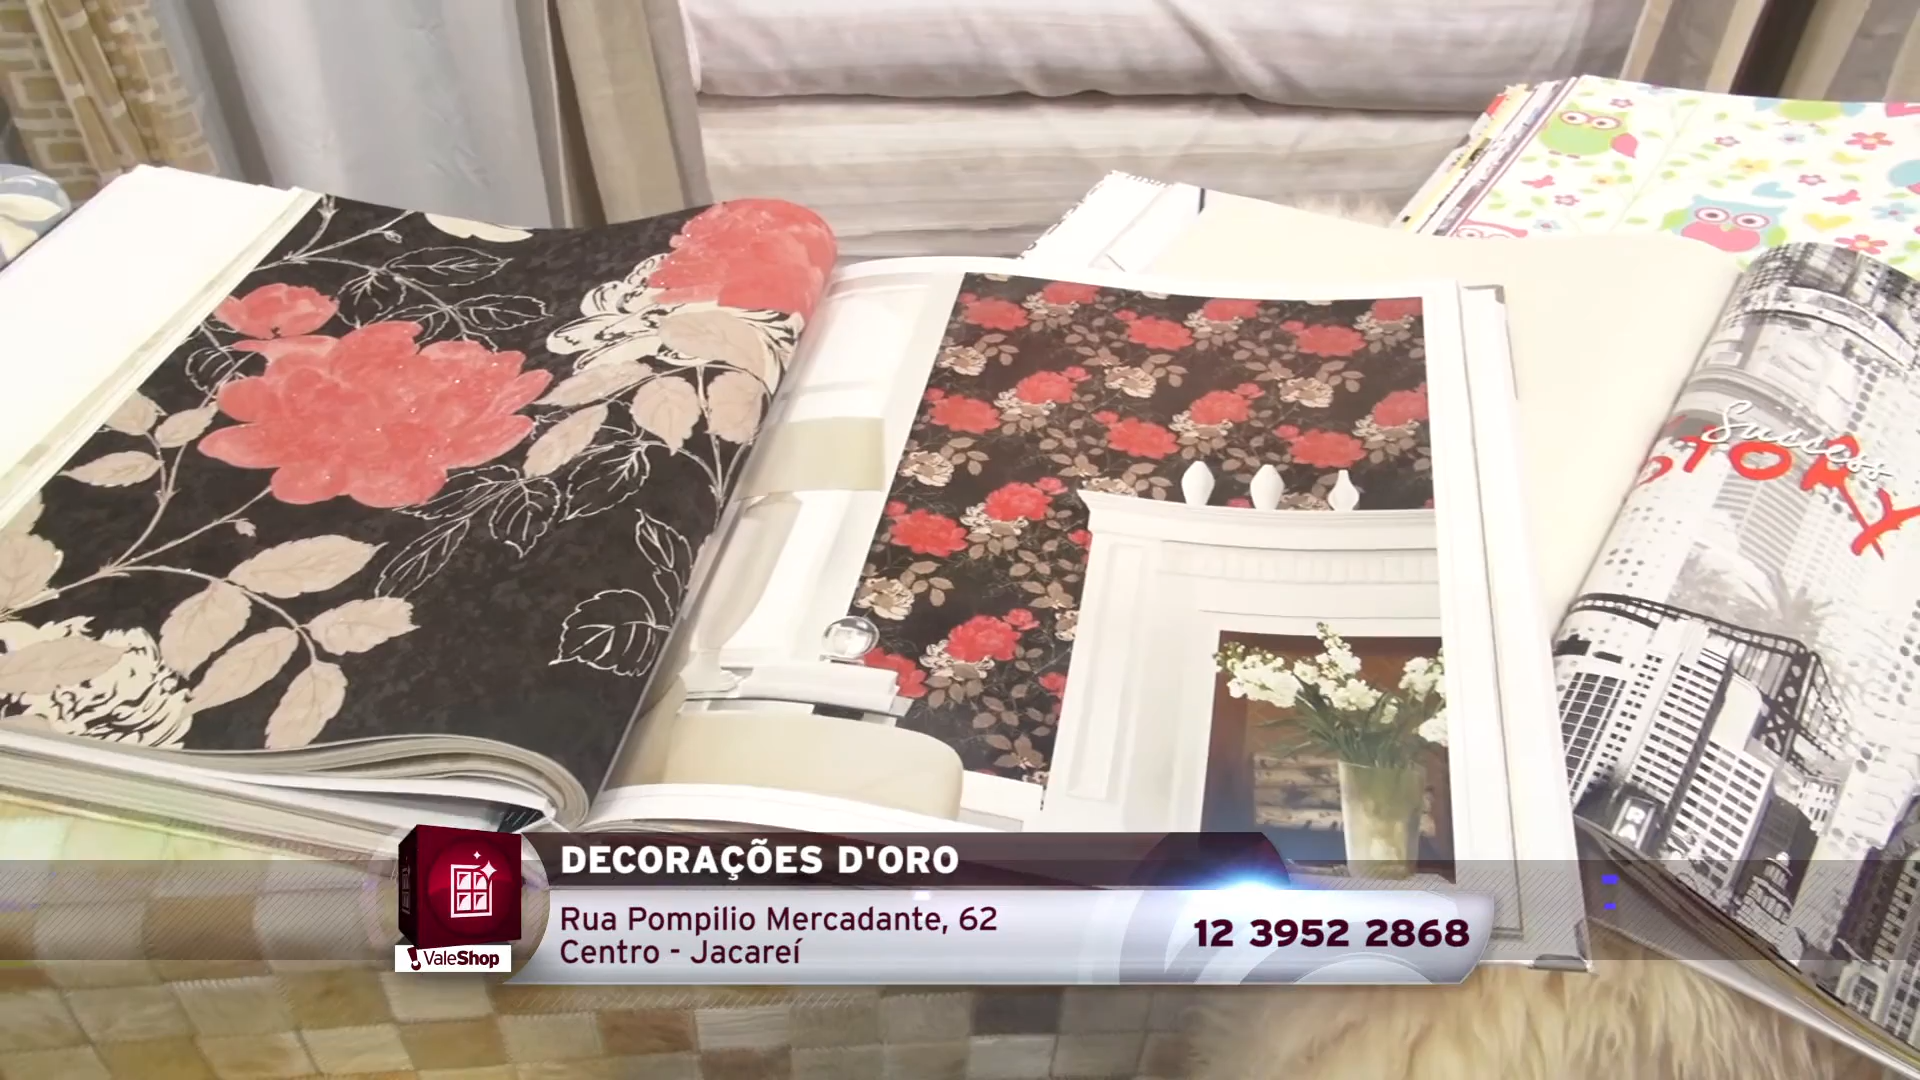 Success
STORY
DECORAÇÕES D'ORO
Rua Pompilio Mercadante, 62
Centro - Jacareí
12 3952 2868
ValeShop